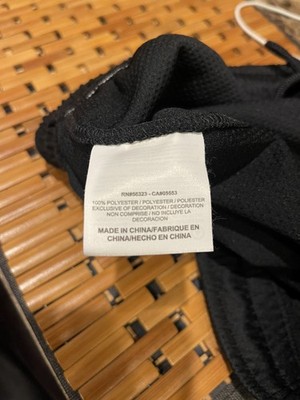 RN#56323 - CA#05553
100% POLYESTER / POLYESTER / POLIESTER
EXCLUSIVE OF DECORATION / DECORATION
NON COMPRISE / NO INCLUYE LA
DECORACION
MADE IN CHINA/FABRIQUE EN
CHINA/HECHO EN CHINA